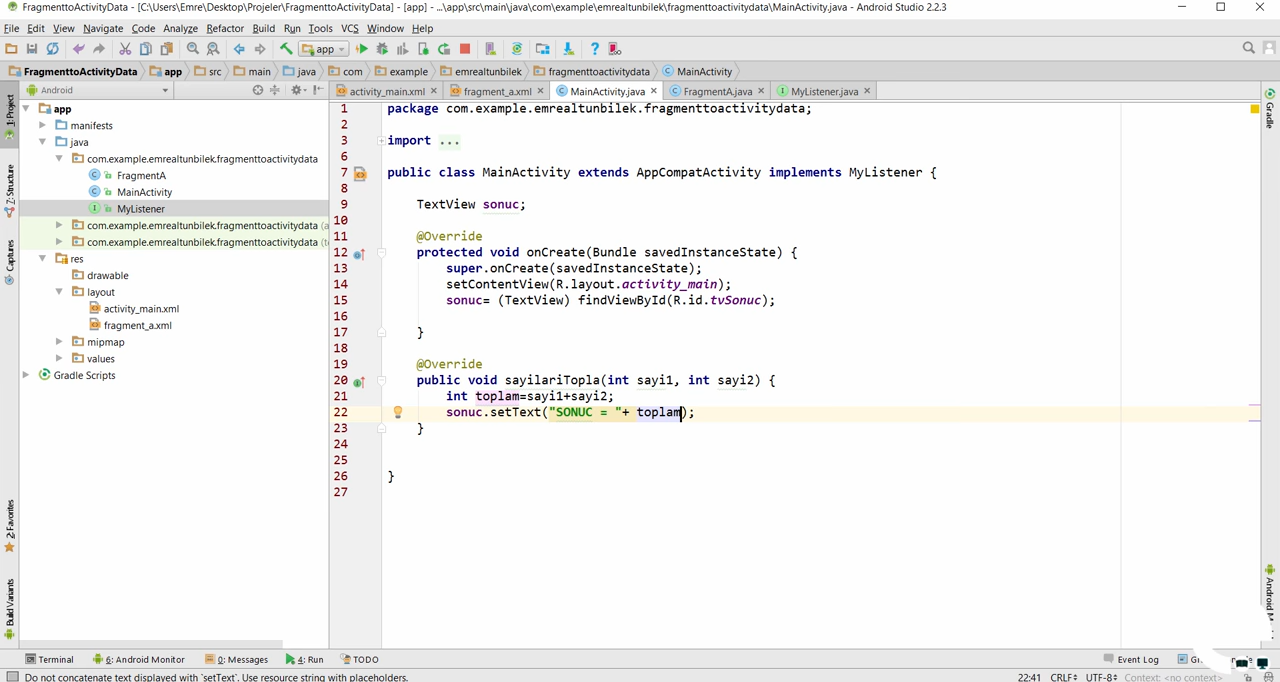 FragmenttoActivityData - [C:\Users\Emre\Desktop\Projeler\FragmenttoActivityData] - [app] - ...\app\src\main\java\com\example\emrealtunbilek\fragmenttoactivitydata\MainActivity.java - Android Studio 2.2.3
File Edit View Navigate Code Analyze Refactor Build Run Tools VCS Window Help
app
FragmenttoActivityData app src main java com example emrealtunbilek fragmenttoactivitydata MainActivity
Android
activity_main.xml fragment_a.xml MainActivity.java FragmentA.java MyListener.java
1: Project
Z: Structure
Captures
2: Favorites
Build Variants
app
manifests
java
com.example.emrealtunbilek.fragmenttoactivitydata
FragmentA
MainActivity
MyListener
com.example.emrealtunbilek.fragmenttoactivitydata (a
com.example.emrealtunbilek.fragmenttoactivitydata (t
res
drawable
layout
activity_main.xml
fragment_a.xml
mipmap
values
Gradle Scripts
1 package com.example.emrealtunbilek.fragmenttoactivitydata;
2
3 import ...
6
7 public class MainActivity extends AppCompatActivity implements MyListener {
8
9 TextView sonuc;
10
11 @Override
12 protected void onCreate(Bundle savedInstanceState) {
13 super.onCreate(savedInstanceState);
14 setContentView(R.layout.activity_main);
15 sonuc= (TextView) findViewById(R.id.tvSonuc);
16
17 }
18
19 @Override
20 public void sayilariTopla(int sayi1, int sayi2) {
21 int toplam=sayi1+sayi2;
22 sonuc.setText("SONUC = "+ toplam);
23 }
24
25
26 }
27
Gradle
Terminal 6: Android Monitor 0: Messages 4: Run TODO Event Log
Do not concatenate text displayed with `setText`. Use resource string with placeholders. 22:41 CRLF UTF-8 Context: <no context>